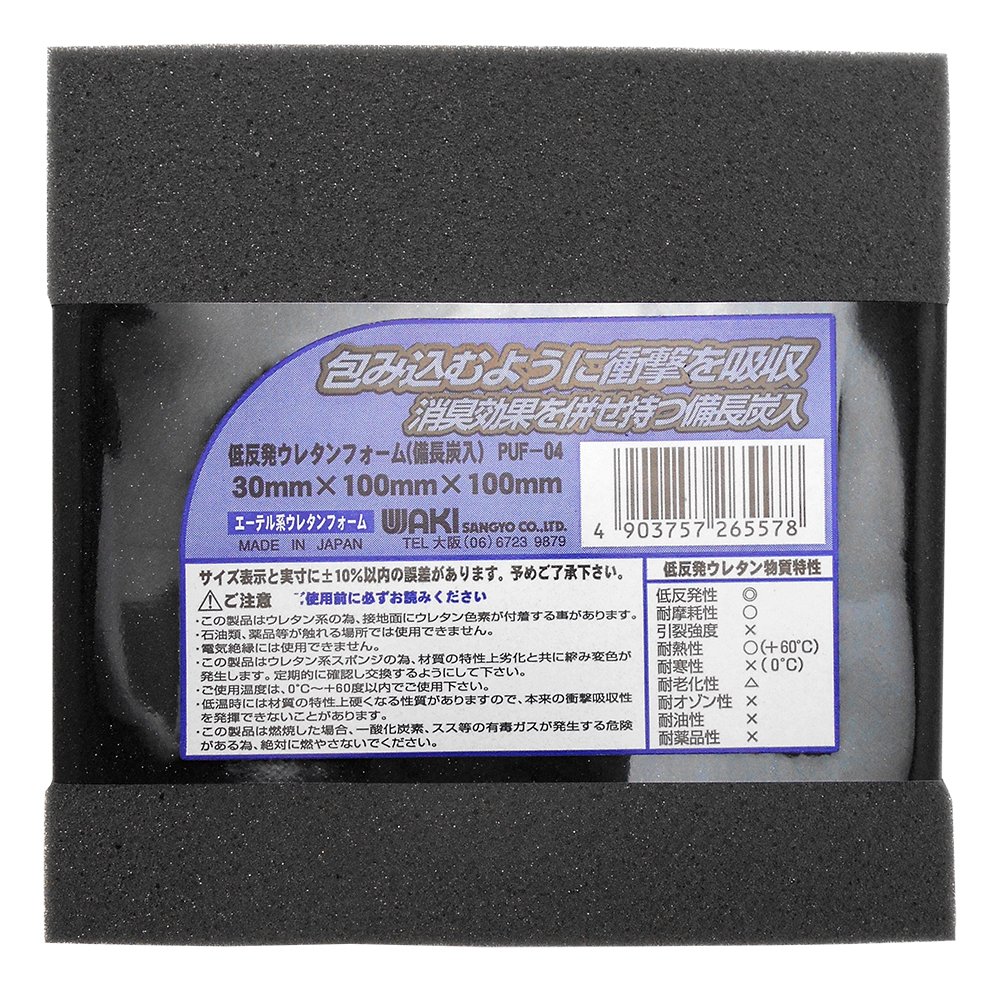 包み込むように衝撃を吸収
消臭効果を併せ持つ備長炭入
低反発ウレタンフォーム(備長炭入) PUF-04
30mm×100mm×100mm
エーテル系ウレタンフォーム WAKI SANGYO CO.,LTD.
MADE IN JAPAN TEL 大阪(06)6723 9879
4 903757 265578
サイズ表示と実寸に±10%以内の誤差があります。予めご了承下さい。
⚠ご注意 ご使用前に必ずお読みください
・この製品はウレタン系の為、接地面にウレタン色素が付着する事があります。
・石油類、薬品等が触れる場所では使用できません。
・電気絶縁には使用できません。
・この製品はウレタン系スポンジの為、材質の特性上劣化と共に縮み変色が
発生します。定期的に確認し交換するようにして下さい。
・ご使用温度は、0℃〜+60度以内でご使用下さい。
・低温時には材質の特性上硬くなる性質がありますので、本来の衝撃吸収性
を発揮できないことがあります。
・この製品は燃焼した場合、一酸化炭素、スス等の有毒ガスが発生する危険
がある為、絶対に燃やさないでください。
低反発ウレタン物質特性
低反発性 ◎
耐摩耗性 ○
引裂強度 ×
耐熱性 ○(+60℃)
耐寒性 ×(0℃)
耐老化性 △
耐オゾン性 ×
耐油性 ×
耐薬品性 ×